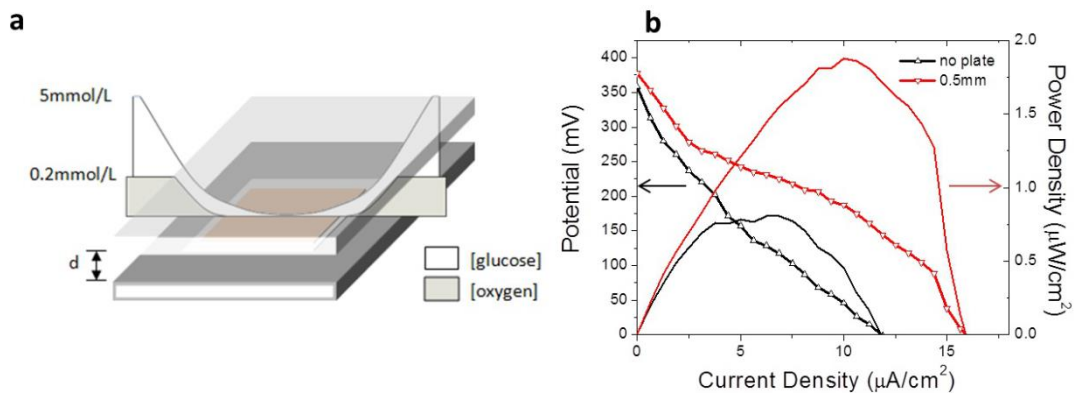 a
5mmol/L
0.2mmol/L
d
[glucose]
[oxygen]
b
no plate
0.5mm
Potential (mV)
400
350
300
250
200
150
100
50
0
2.0
1.5
1.0
0.5
0.0
Power Density (μW/cm²)
0 5 10 15
Current Density (μA/cm²)